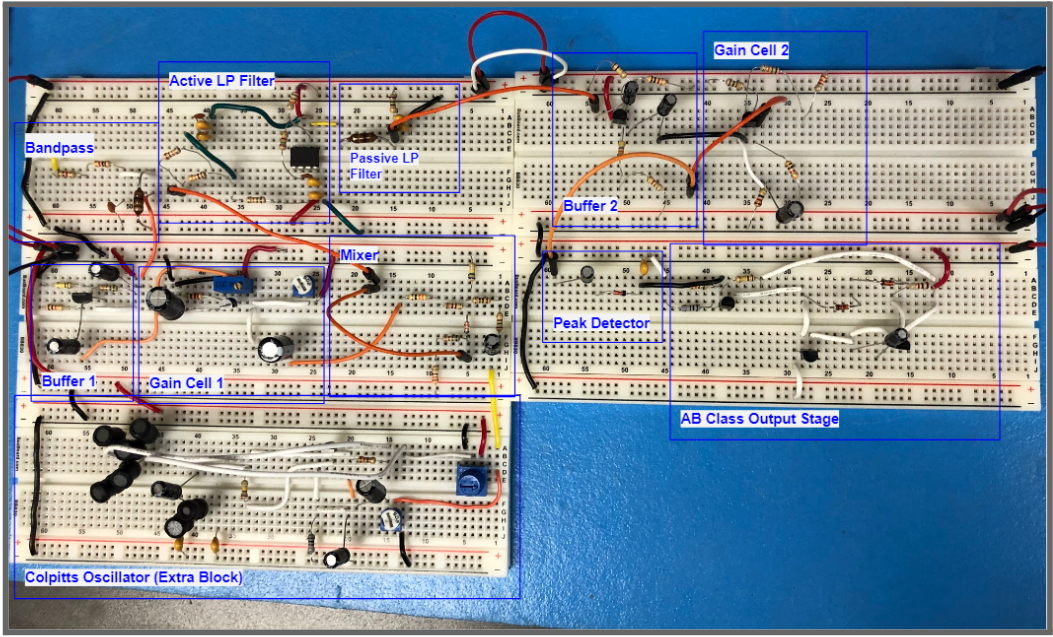 Gain Cell 2
Active LP Filter
Bandpass
Passive LP
Filter
Buffer 2
Mixer
Peak Detector
Buffer 1
Gain Cell 1
AB Class Output Stage
Colpitts Oscillator (Extra Block)